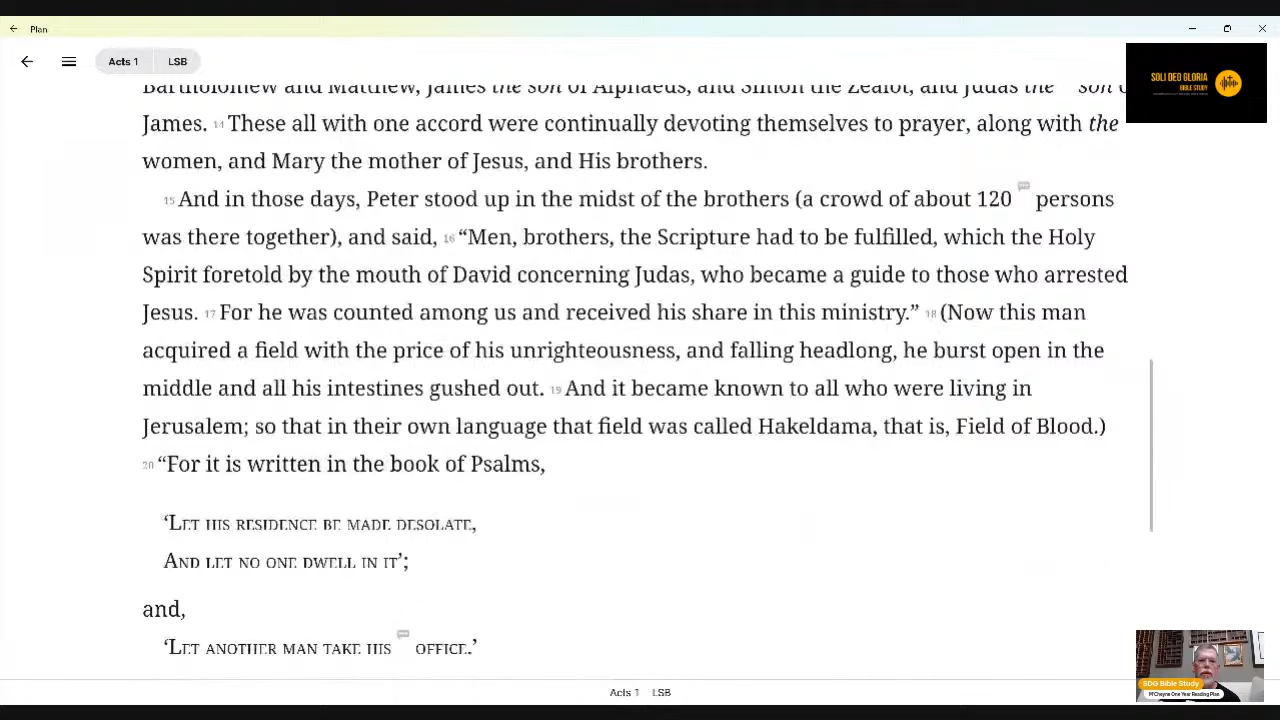 Plan
Acts 1 LSB
SOLI DEO GLORIA
BIBLE STUDY
Bartholomew and Matthew, James the son of Alphaeus, and Simon the Zealot, and Judas the son
James. 14 These all with one accord were continually devoting themselves to prayer, along with the
women, and Mary the mother of Jesus, and His brothers.
15 And in those days, Peter stood up in the midst of the brothers (a crowd of about 120 persons
was there together), and said, 16 “Men, brothers, the Scripture had to be fulfilled, which the Holy
Spirit foretold by the mouth of David concerning Judas, who became a guide to those who arrested
Jesus. 17 For he was counted among us and received his share in this ministry.” 18 (Now this man
acquired a field with the price of his unrighteousness, and falling headlong, he burst open in the
middle and all his intestines gushed out. 19 And it became known to all who were living in
Jerusalem; so that in their own language that field was called Hakeldama, that is, Field of Blood.)
20 “For it is written in the book of Psalms,
‘LET HIS RESIDENCE BE MADE DESOLATE,
AND LET NO ONE DWELL IN IT’;
and,
‘LET ANOTHER MAN TAKE HIS OFFICE.’
Acts 1 LSB
SDG Bible Study
M'Cheyne One Year Reading Plan